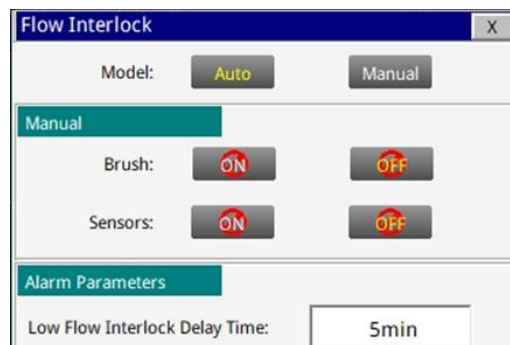 Flow Interlock X
Model: Auto Manual
Manual
Brush: ON OFF
Sensors: ON OFF
Alarm Parameters
Low Flow Interlock Delay Time: 5min